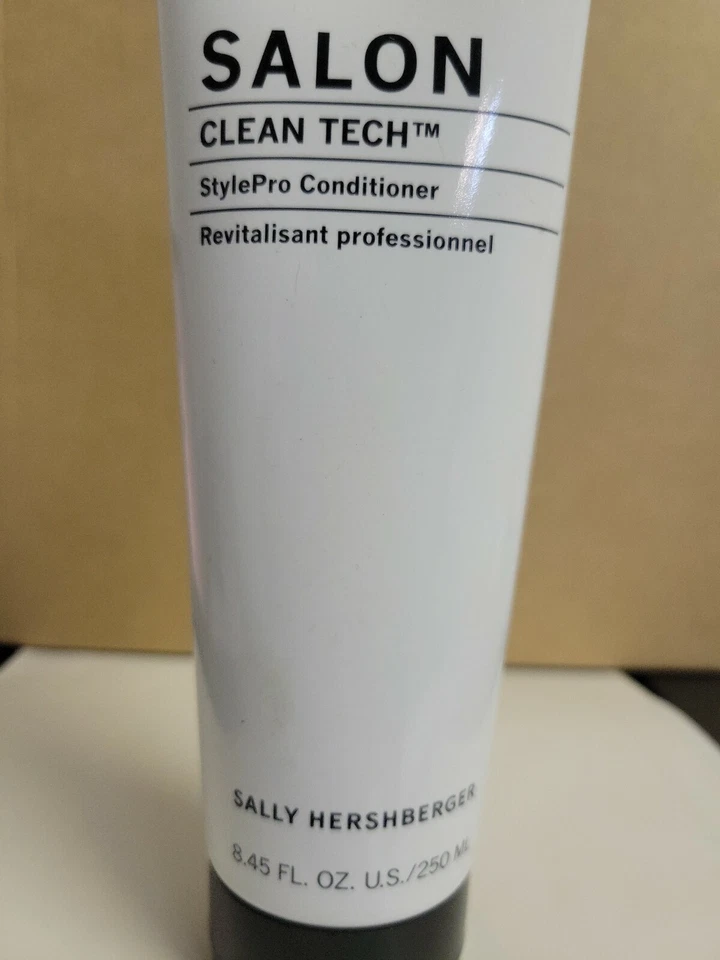 SALON
CLEAN TECH™
StylePro Conditioner
Revitalisant professionnel
SALLY HERSHBERGER
8.45 FL. OZ. U.S./250 ML